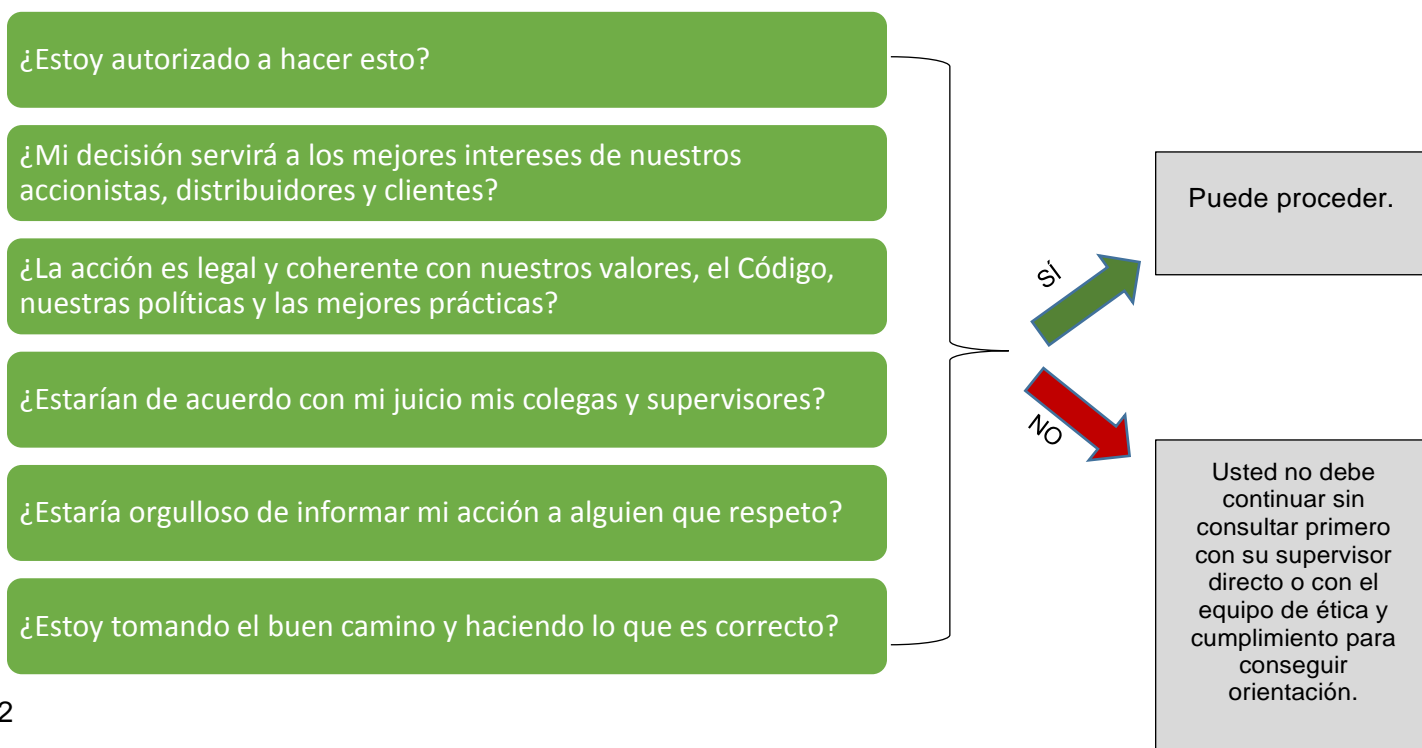 ¿Estoy autorizado a hacer esto?
¿Mi decisión servirá a los mejores intereses de nuestros
accionistas, distribuidores y clientes?
¿La acción es legal y coherente con nuestros valores, el Código,
nuestras políticas y las mejores prácticas?
¿Estarían de acuerdo con mi juicio mis colegas y supervisores?
¿Estaría orgulloso de informar mi acción a alguien que respeto?
¿Estoy tomando el buen camino y haciendo lo que es correcto?
SÍ
Puede proceder.
NO
Usted no debe
continuar sin
consultar primero
con su supervisor
directo o con el
equipo de ética y
cumplimiento para
conseguir
orientación.
2